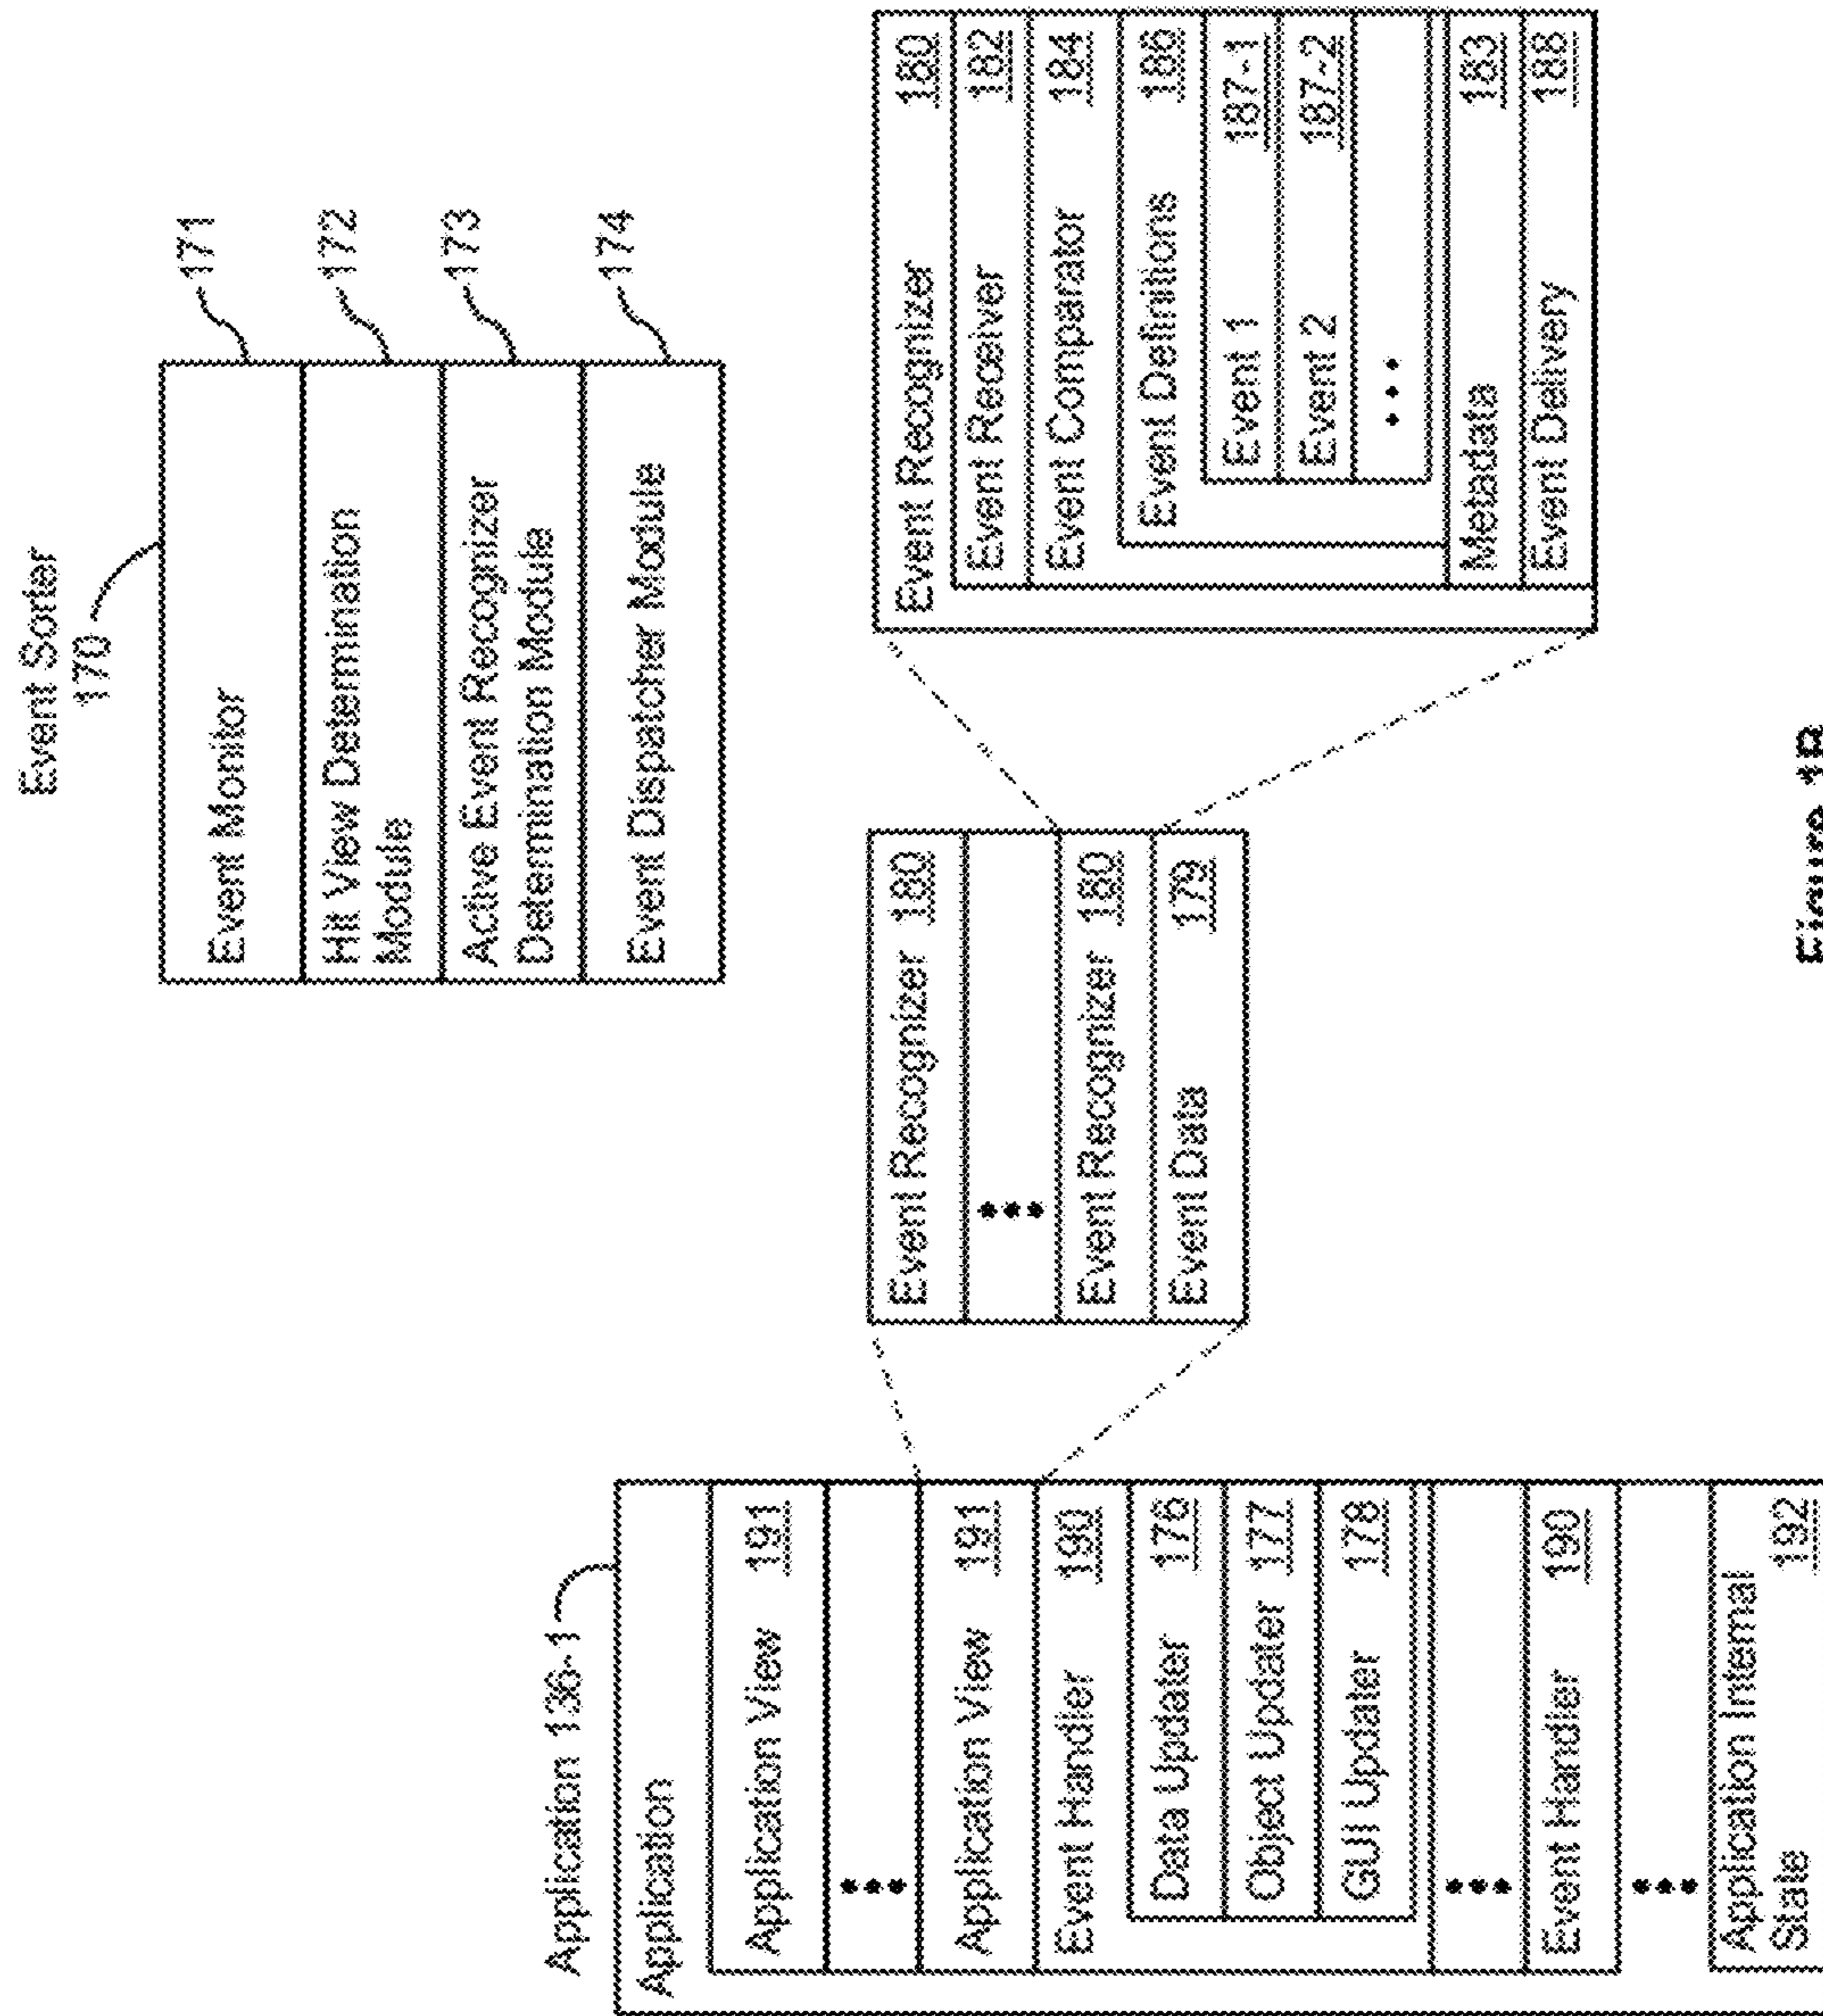 Event Sorter
170
Event Monitor
171
Hit View Determination
Module
172
Active Event Recognizer
Determination Module
173
Event Dispatcher Module
174
Application 136-1
Application
Application View 191
•••
Application View 191
Event Handler 190
Data Updater 176
Object Updater 177
GUI Updater 178
•••
Event Handler 190
•••
Application Internal
State 192
Event Recognizer 180
•••
Event Recognizer 180
Event Data 179
Event Recognizer 180
Event Receiver 182
Event Comparator 184
Event Definitions 186
Event 1 187-1
Event 2 187-2
•••
Metadata 183
Event Delivery 188
Figure 1B